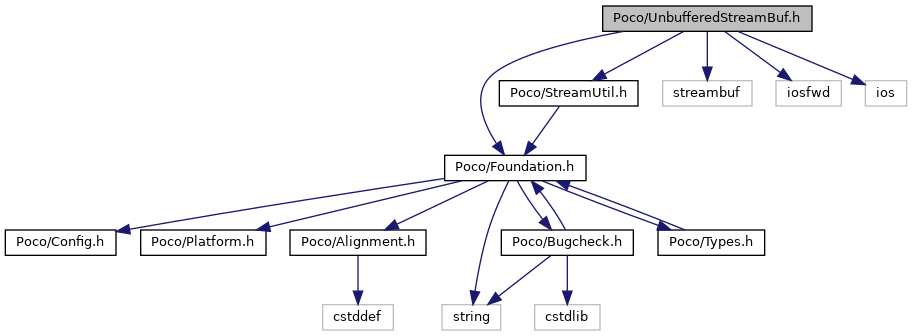 Poco/UnbufferedStreamBuf.h
Poco/StreamUtil.h
streambuf
iosfwd
ios
Poco/Foundation.h
Poco/Config.h
Poco/Platform.h
Poco/Alignment.h
Poco/Bugcheck.h
Poco/Types.h
cstddef
string
cstdlib